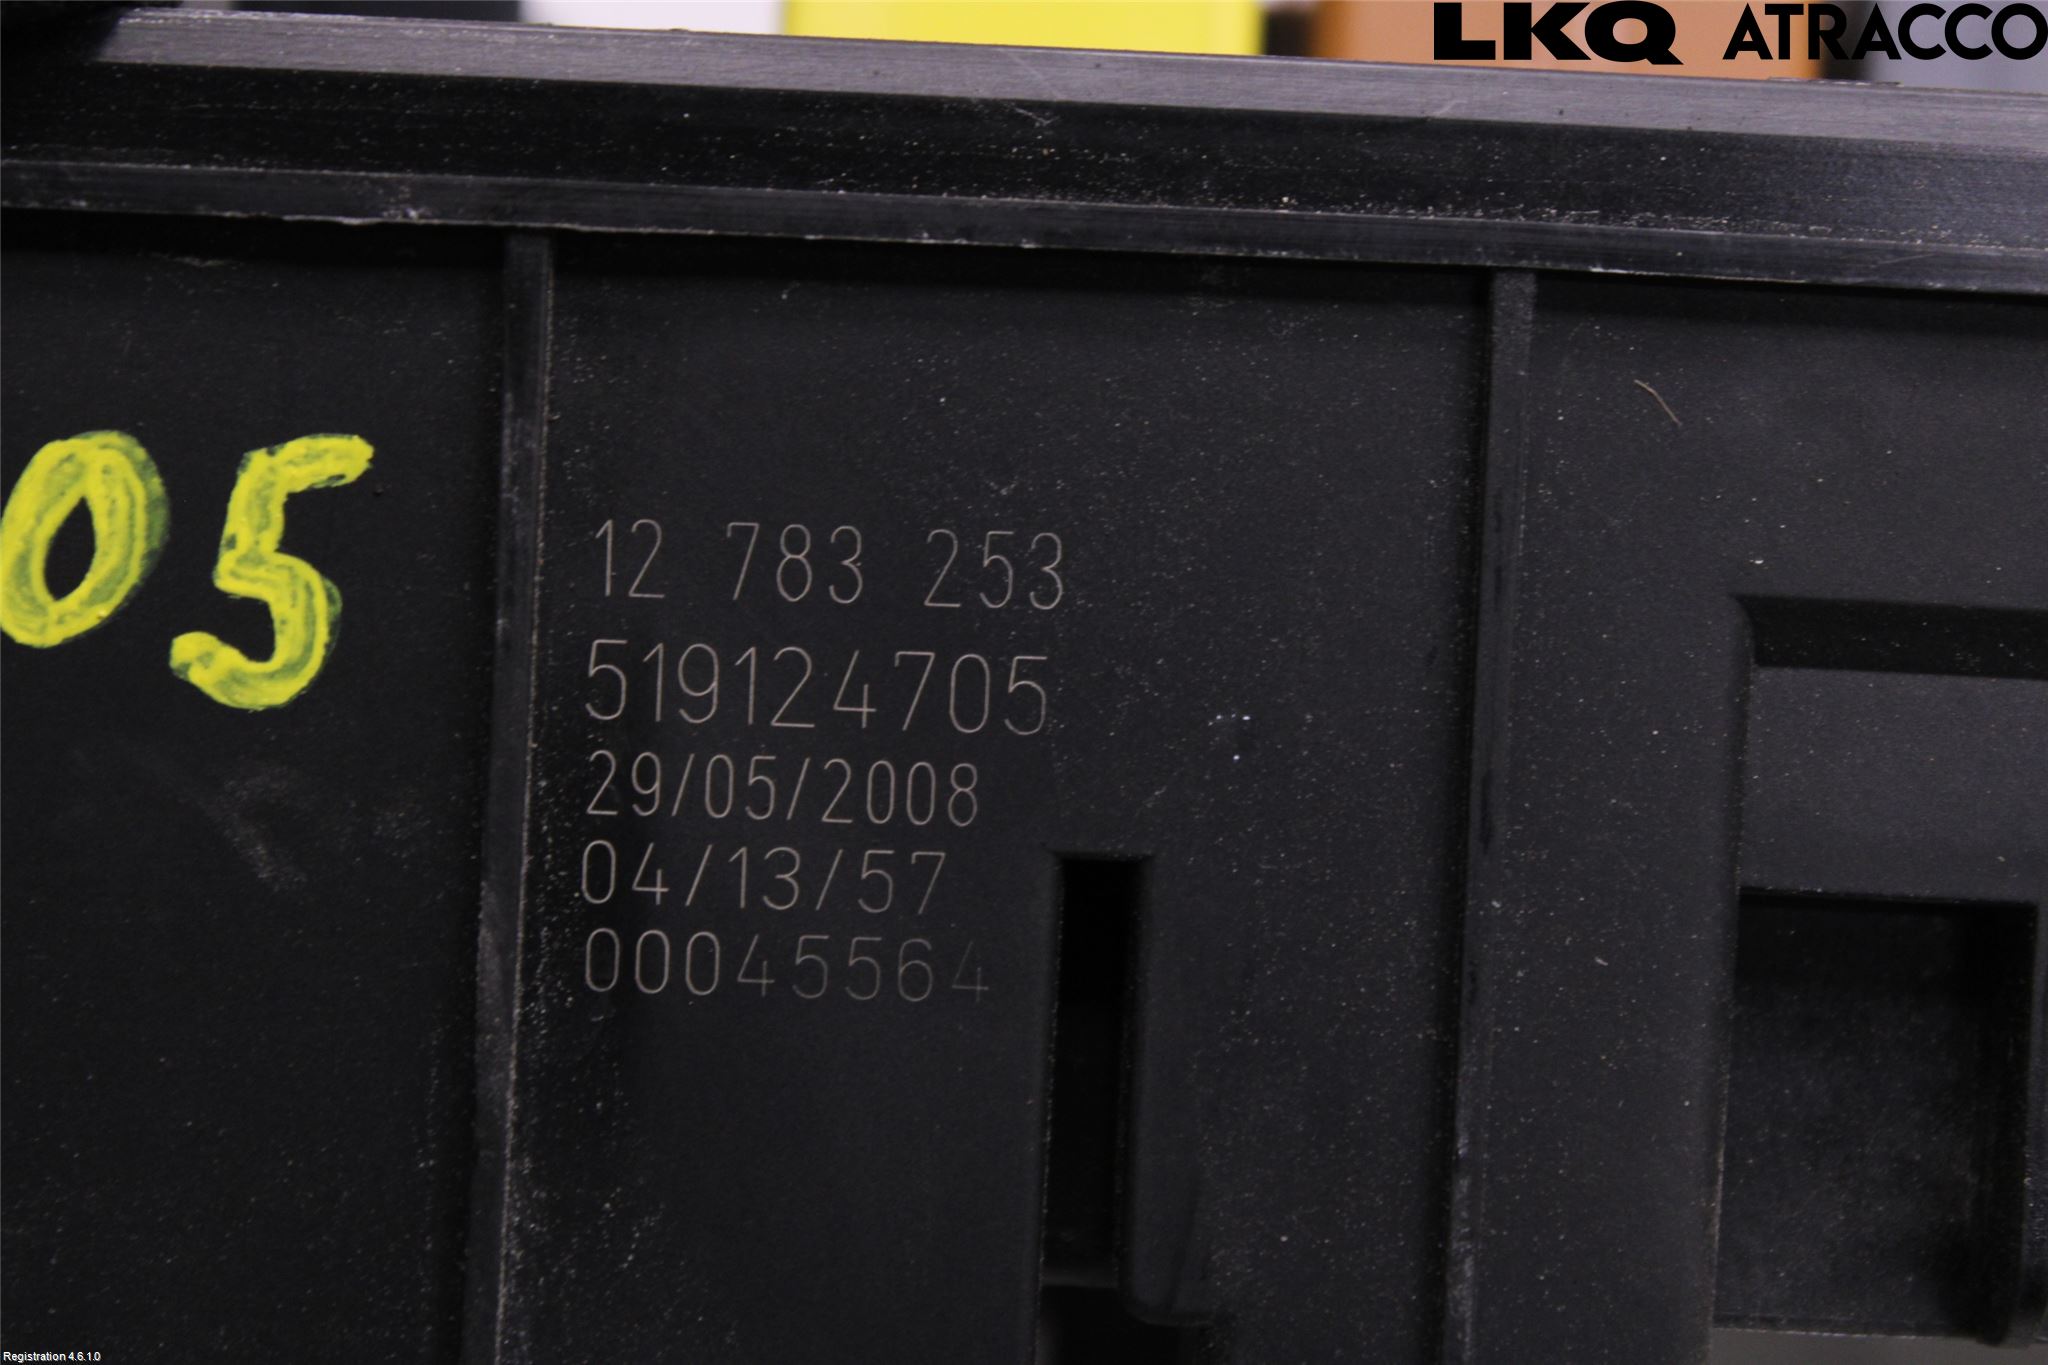 LKQ ATRACCO
05
12 783 253
519124705
29/05/2008
04/13/57
00045564
Registration 4.6.1.0